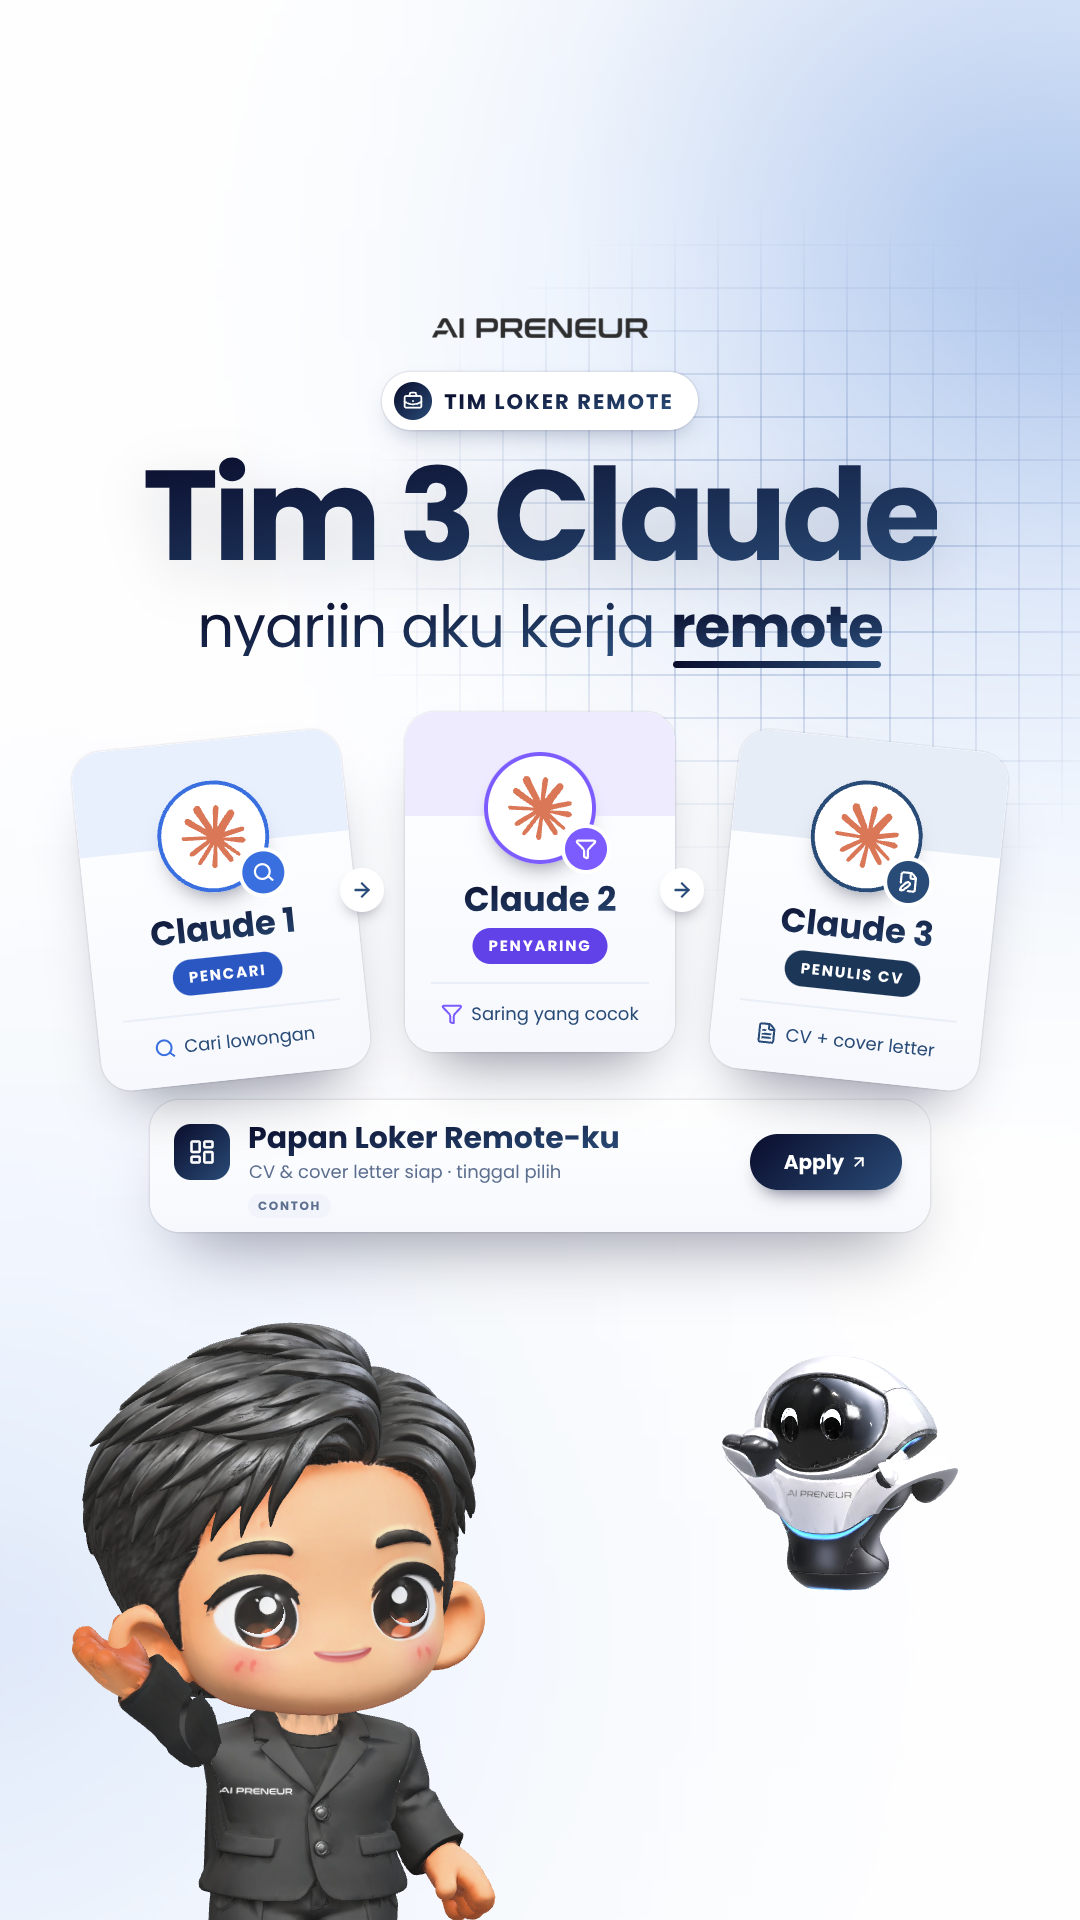 AI PRENEUR
TIM LOKER REMOTE
Tim 3 Claude
nyariin aku kerja remote
Claude 1
PENCARI
Cari lowongan
Claude 2
PENYARING
Saring yang cocok
Claude 3
PENULIS CV
CV + cover letter
Papan Loker Remote-ku
CV & cover letter siap · tinggal pilih
CONTOH
Apply
AI PRENEUR
AI PRENEUR